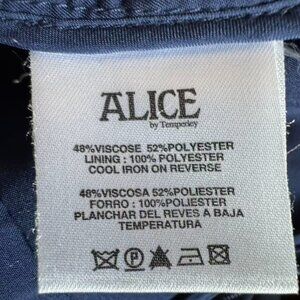 ALICE
by Temperley
48%VISCOSE 52%POLYESTER
LINING : 100% POLYESTER
COOL IRON ON REVERSE
48%VISCOSA 52%POLIESTER
FORRO : 100%POLIESTER
PLANCHAR DEL REVES A BAJA
TEMPERATURA
P